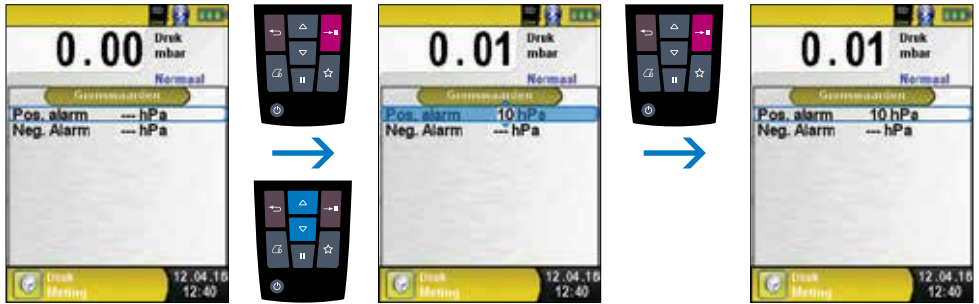 0.00 Druk
mbar
Normaal
Grenswaarden
Pos. alarm --- hPa
Neg. Alarm --- hPa
Druk
Meting
12.04.16
12:40
0.01 Druk
mbar
Normaal
Grenswaarden
Pos. alarm 10 hPa
Neg. Alarm --- hPa
Druk
Meting
12.04.16
12:40
0.01 Druk
mbar
Normaal
Grenswaarden
Pos. alarm 10 hPa
Neg. Alarm --- hPa
Druk
Meting
12.04.16
12:40